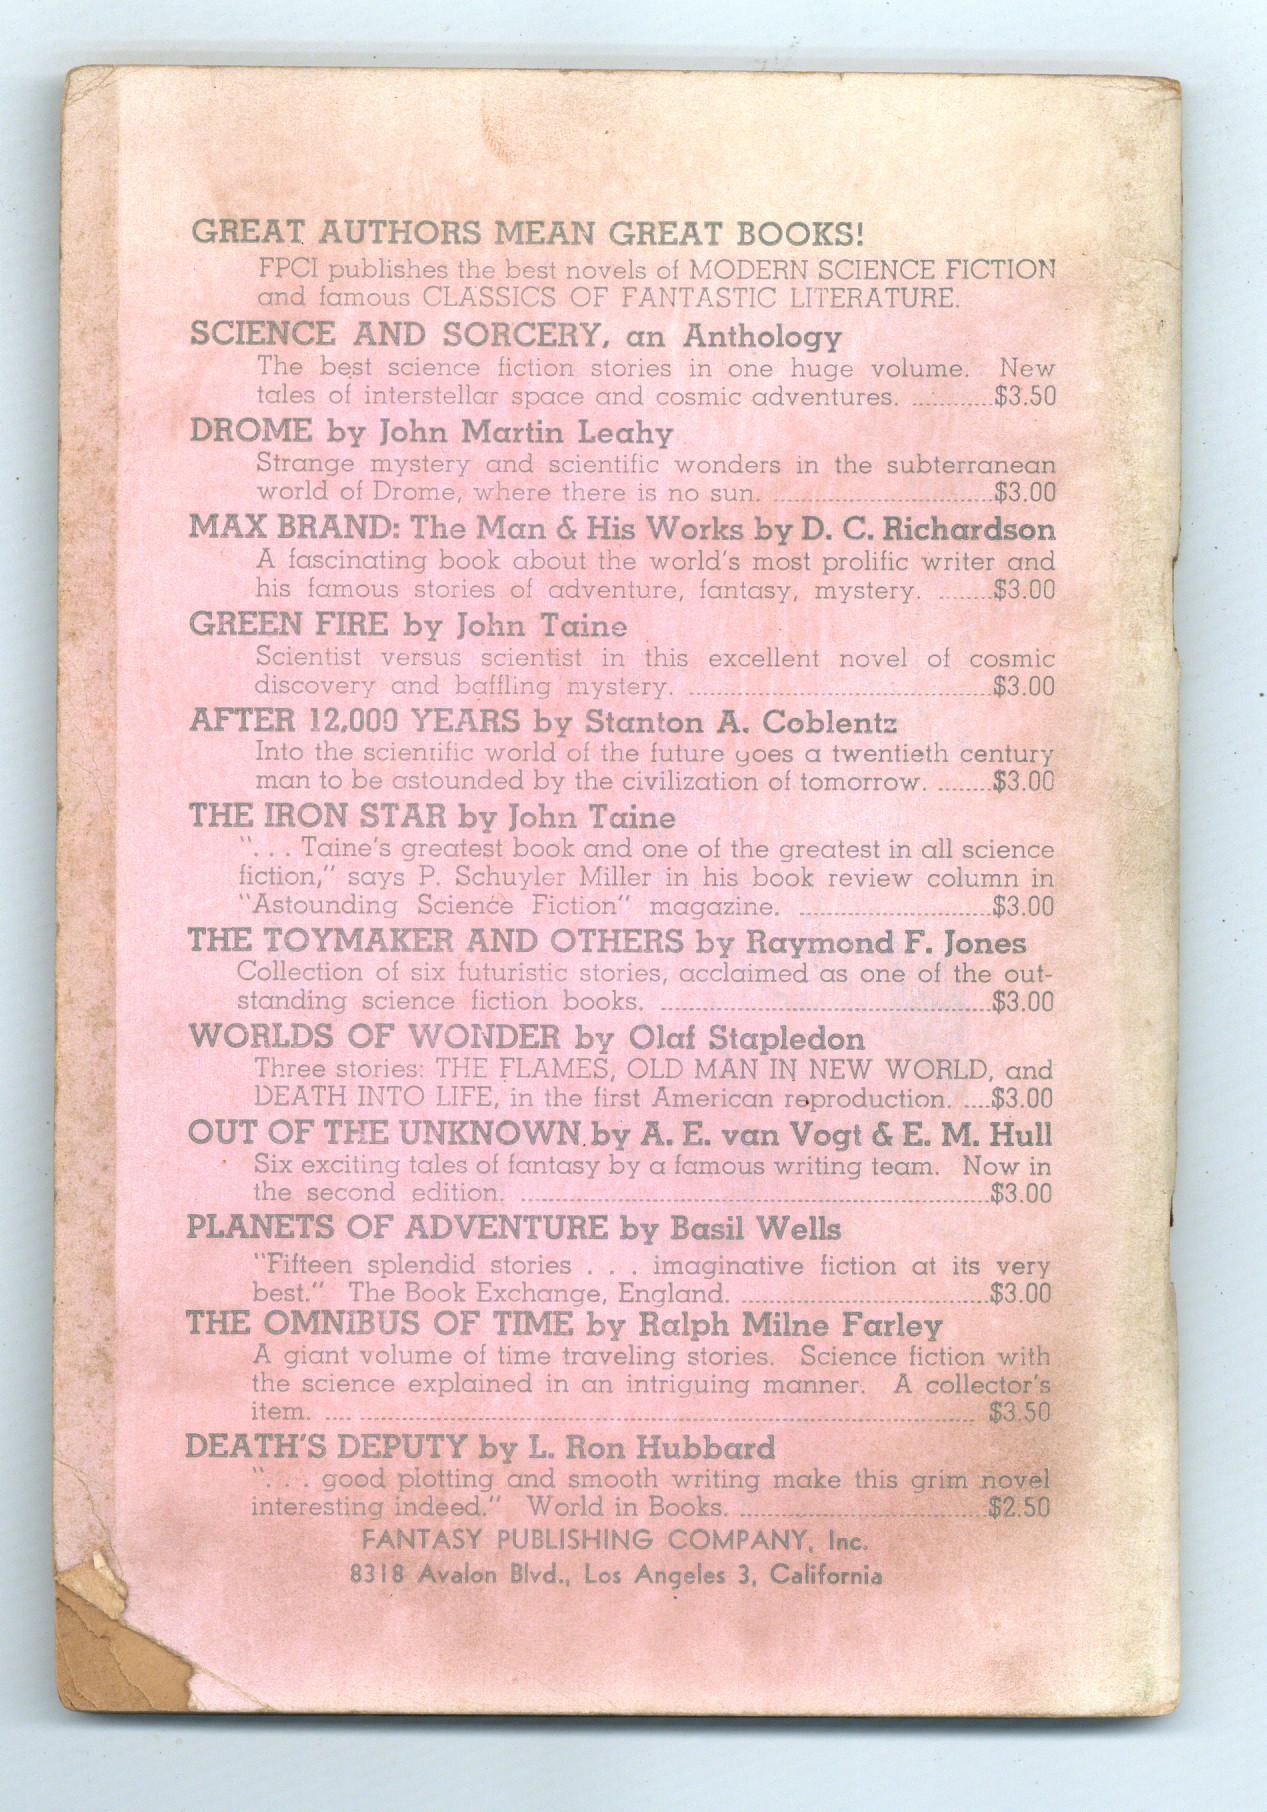 GREAT AUTHORS MEAN GREAT BOOKS!
FPCI publishes the best novels of MODERN SCIENCE FICTION
and famous CLASSICS OF FANTASTIC LITERATURE.
SCIENCE AND SORCERY, an Anthology
The best science fiction stories in one huge volume. New
tales of interstellar space and cosmic adventures. ............$3.50
DROME by John Martin Leahy
Strange mystery and scientific wonders in the subterranean
world of Drome, where there is no sun. ................................$3.00
MAX BRAND: The Man & His Works by D. C. Richardson
A fascinating book about the world's most prolific writer and
his famous stories of adventure, fantasy, mystery. ........$3.00
GREEN FIRE by John Taine
Scientist versus scientist in this excellent novel of cosmic
discovery and baffling mystery. ............................................$3.00
AFTER 12,000 YEARS by Stanton A. Coblentz
Into the scientific world of the future goes a twentieth century
man to be astounded by the civilization of tomorrow. ........$3.00
THE IRON STAR by John Taine
". . . Taine's greatest book and one of the greatest in all science
fiction," says P. Schuyler Miller in his book review column in
"Astounding Science Fiction" magazine. ............................$3.00
THE TOYMAKER AND OTHERS by Raymond F. Jones
Collection of six futuristic stories, acclaimed as one of the out-
standing science fiction books. ................................................$3.00
WORLDS OF WONDER by Olaf Stapledon
Three stories: THE FLAMES, OLD MAN IN NEW WORLD, and
DEATH INTO LIFE, in the first American reproduction. ....$3.00
OUT OF THE UNKNOWN by A. E. van Vogt & E. M. Hull
Six exciting tales of fantasy by a famous writing team. Now in
the second edition. ....................................................................$3.00
PLANETS OF ADVENTURE by Basil Wells
"Fifteen splendid stories . . . imaginative fiction at its very
best." The Book Exchange, England. ....................................$3.00
THE OMNiBUS OF TIME by Ralph Milne Farley
A giant volume of time traveling stories. Science fiction with
the science explained in an intriguing manner. A collector's
item. .... ........................................................................................ $3.50
DEATH'S DEPUTY by L. Ron Hubbard
". . . good plotting and smooth writing make this grim novel
interesting indeed." World in Books. ....................................$2.50
FANTASY PUBLISHING COMPANY, Inc.
8318 Avalon Blvd., Los Angeles 3, California